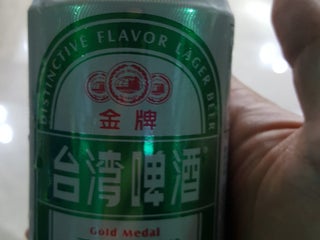 DISTINCTIVE FLAVOR LAGER BEER
金牌
台湾啤酒
Gold Medal